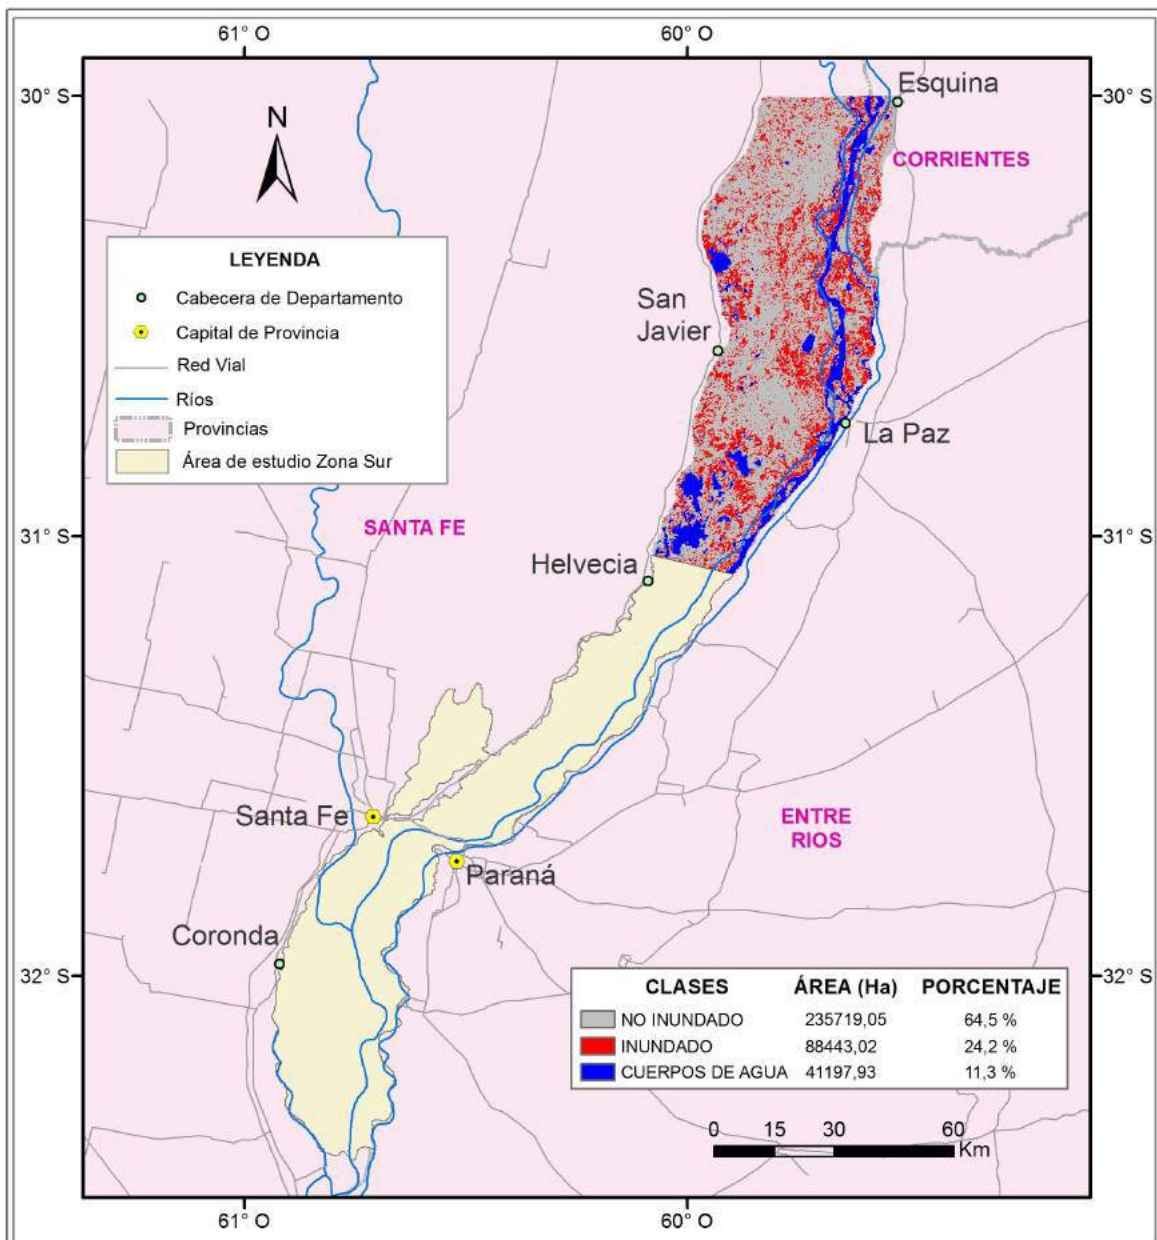 61° O
60° O
30° S
30° S
Esquina
N
CORRIENTES
LEYENDA
Cabecera de Departamento
Capital de Provincia
Red Vial
Ríos
Provincias
Área de estudio Zona Sur
San
Javier
La Paz
SANTA FE
31° S
31° S
Helvecia
Santa Fe
ENTRE
RIOS
Paraná
Coronda
32° S
32° S
CLASES ÁREA (Ha) PORCENTAJE
NO INUNDADO 235719,05 64,5 %
INUNDADO 88443,02 24,2 %
CUERPOS DE AGUA 41197,93 11,3 %
0 15 30 60
Km
61° O
60° O